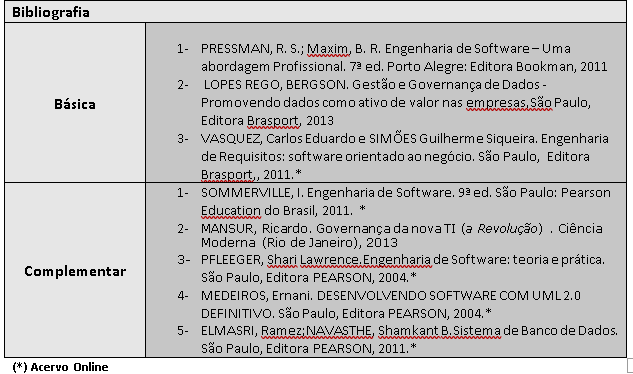 Bibliografia
Básica
1- PRESSMAN, R. S.; Maxim, B. R. Engenharia de Software – Uma
abordagem Profissional. 7ª ed. Porto Alegre: Editora Bookman, 2011
2- LOPES REGO, BERGSON. Gestão e Governança de Dados -
Promovendo dados como ativo de valor nas empresas,São Paulo,
Editora Brasport, 2013
3- VASQUEZ, Carlos Eduardo e SIMÕES Guilherme Siqueira. Engenharia
de Requisitos: software orientado ao negócio. São Paulo, Editora
Brasport,, 2011.*
Complementar
1- SOMMERVILLE, I. Engenharia de Software. 9ª ed. São Paulo: Pearson
Education do Brasil, 2011. *
2- MANSUR, Ricardo. Governança da nova TI (a Revolução) . Ciência
Moderna (Rio de Janeiro), 2013
3- PFLEEGER, Shari Lawrence.Engenharia de Software: teoria e prática.
São Paulo, Editora PEARSON, 2004.*
4- MEDEIROS, Ernani. DESENVOLVENDO SOFTWARE COM UML 2.0
DEFINITIVO. São Paulo, Editora PEARSON, 2004.*
5- ELMASRI, Ramez;NAVASTHE, Shamkant B.Sistema de Banco de Dados.
São Paulo, Editora PEARSON, 2011.*
(*) Acervo Online